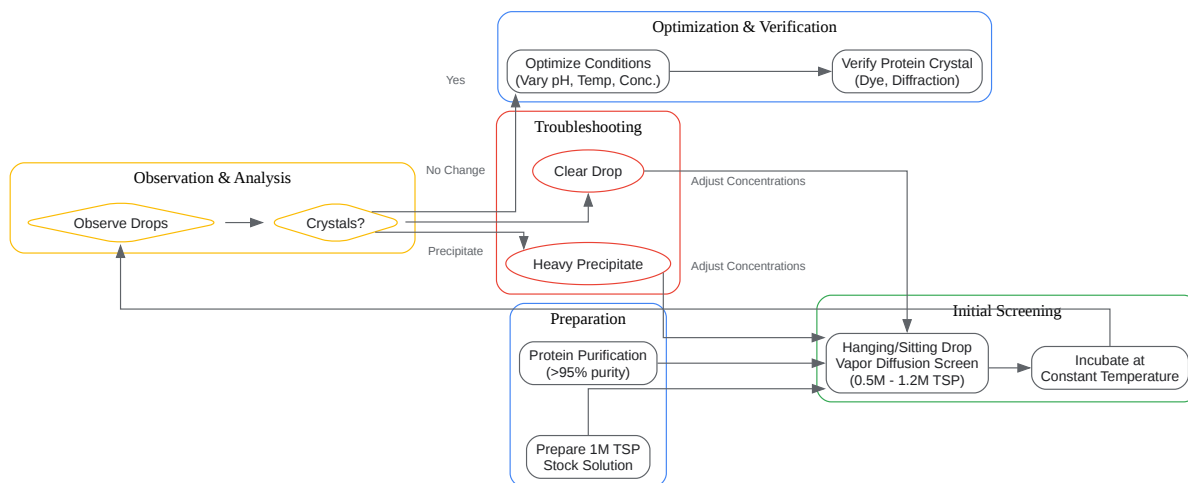 Optimization & Verification
Optimize Conditions
(Vary pH, Temp, Conc.)
Verify Protein Crystal
(Dye, Diffraction)
Yes
Troubleshooting
Clear Drop
No Change
Adjust Concentrations
Observation & Analysis
Observe Drops
Crystals?
Precipitate
Heavy Precipitate
Adjust Concentrations
Preparation
Protein Purification
(>95% purity)
Prepare 1M TSP
Stock Solution
Initial Screening
Hanging/Sitting Drop
Vapor Diffusion Screen
(0.5M - 1.2M TSP)
Incubate at
Constant Temperature